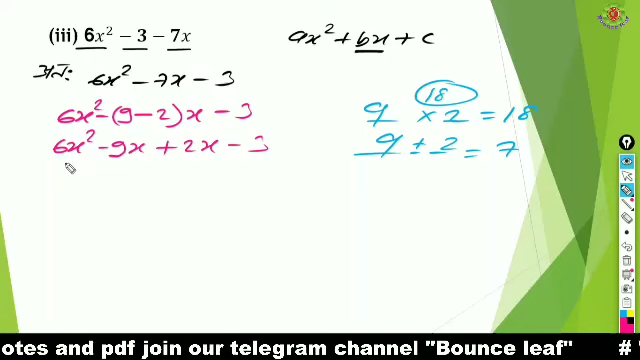 (iii) 6x² − 3 − 7x
ax² + bx + c
अतः 6x² − 7x − 3
6x² − (9 − 2)x − 3
6x² − 9x + 2x − 3
18
9 × 2 = 18
9 ± 2 = 7
otes and pdf join our telegram channel "Bounce leaf" #